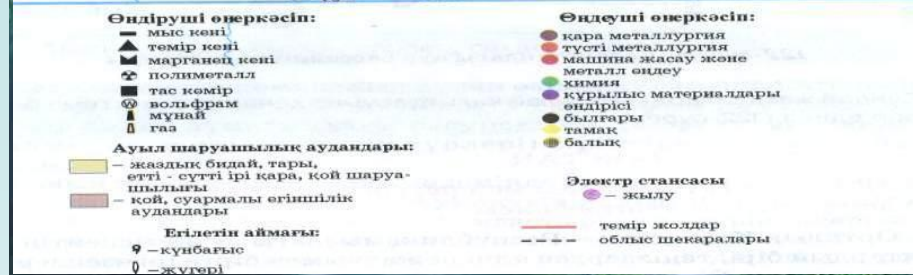 Өндіруші өнеркәсіп:
мыс кені
темір кені
марганец кені
полиметалл
тас көмір
вольфрам
мұнай
газ
Ауыл шаруашылық аудандары:
– жаздық бидай, тары,
етті - сүтті ірі қара, қой шаруа-
шылығы
– қой, суармалы егіншілік
аудандары
Егілетін аймағы:
– күнбағыс
– жүгері
Өңдеуші өнеркәсіп:
қара металлургия
түсті металлургия
машина жасау және
металл өңдеу
химия
құрылыс материалдары
өндірісі
былғары
тамақ
балық
Электр стансасы
– жылу
темір жолдар
облыс шекаралары